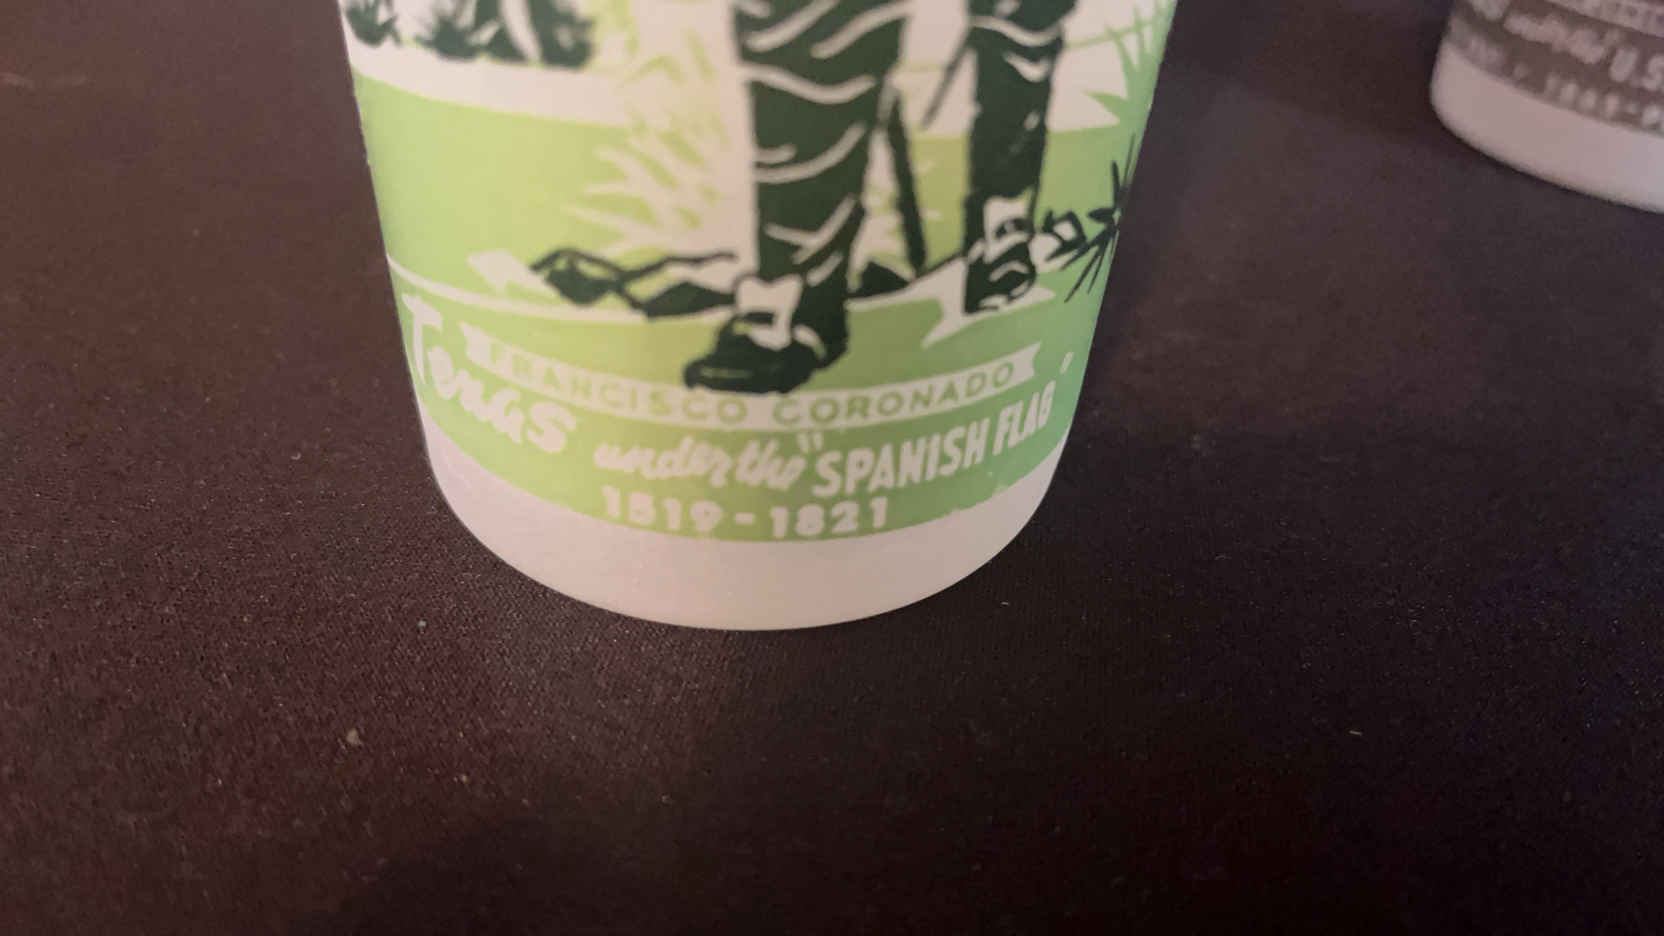 FRANCISCO CORONADO
Texas under the "SPANISH FLAG"
1519-1821
U.S.